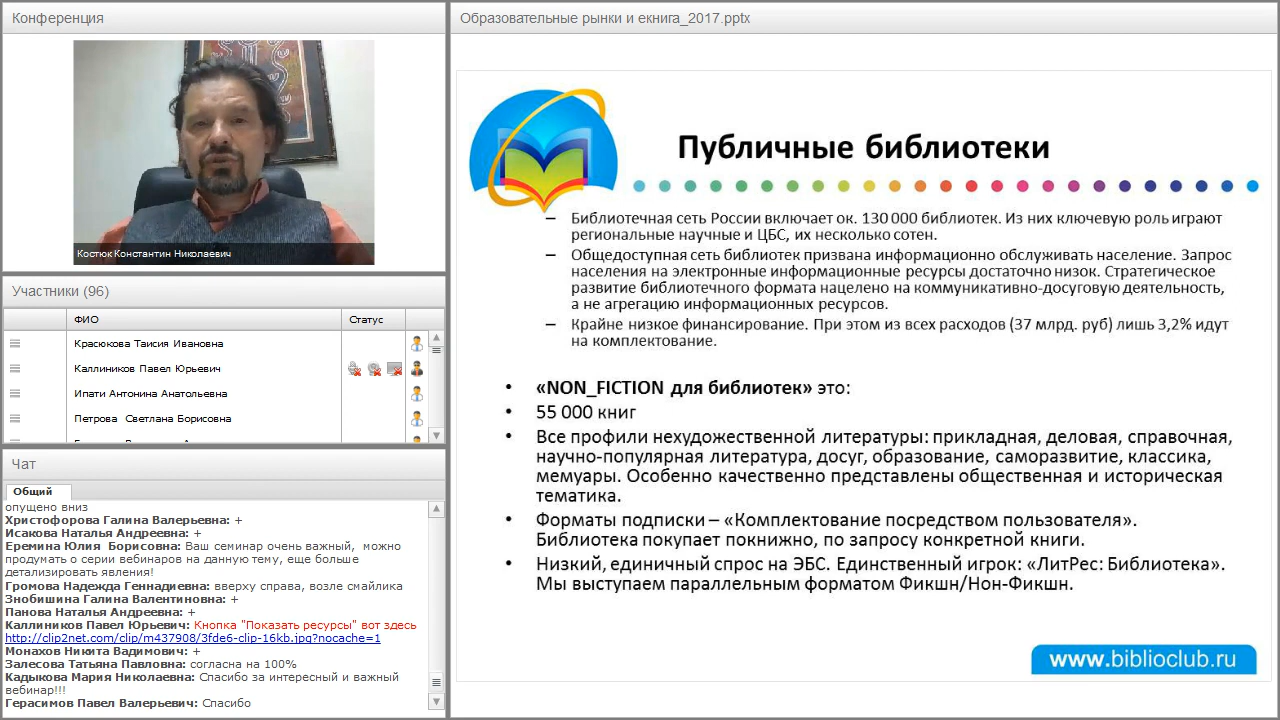 Конференция
Костюк Константин Николаевич
Участники (96)
ФИО
Статус
Красюкова Таисия Ивановна
Каллиников Павел Юрьевич
Ипати Антонина Анатольевна
Петрова Светлана Борисовна
Чат
Общий
опущено вниз
Христофорова Галина Валерьевна: +
Исакова Наталья Андреевна: +
Еремина Юлия Борисовна: Ваш семинар очень важный, можно
продумать о серии вебинаров на данную тему, еще больше
детализировать явления!
Громова Надежда Геннадиевна: вверху справа, возле смайлика
Знобишина Галина Валентиновна: +
Панова Наталья Андреевна: +
Каллиников Павел Юрьевич: Кнопка "Показать ресурсы" вот здесь
http://clip2net.com/clip/m437908/3fde6-clip-16kb.jpg?nocache=1
Монахов Никита Вадимович: +
Залесова Татьяна Павловна: согласна на 100%
Кадыкова Мария Николаевна: Спасибо за интересный и важный
вебинар!!!
Герасимов Павел Валерьевич: Спасибо
Образовательные рынки и екнига_2017.pptx
Публичные библиотеки
– Библиотечная сеть России включает ок. 130 000 библиотек. Из них ключевую роль играют
региональные научные и ЦБС, их несколько сотен.
– Общедоступная сеть библиотек призвана информационно обслуживать население. Запрос
населения на электронные информационные ресурсы достаточно низок. Стратегическое
развитие библиотечного формата нацелено на коммуникативно-досуговую деятельность,
а не агрегацию информационных ресурсов.
– Крайне низкое финансирование. При этом из всех расходов (37 млрд. руб) лишь 3,2% идут
на комплектование.
• «NON_FICTION для библиотек» это:
• 55 000 книг
• Все профили нехудожественной литературы: прикладная, деловая, справочная,
научно-популярная литература, досуг, образование, саморазвитие, классика,
мемуары. Особенно качественно представлены общественная и историческая
тематика.
• Форматы подписки – «Комплектование посредством пользователя».
Библиотека покупает покнижно, по запросу конкретной книги.
• Низкий, единичный спрос на ЭБС. Единственный игрок: «ЛитРес: Библиотека».
Мы выступаем параллельным форматом Фикшн/Нон-Фикшн.
www.biblioclub.ru